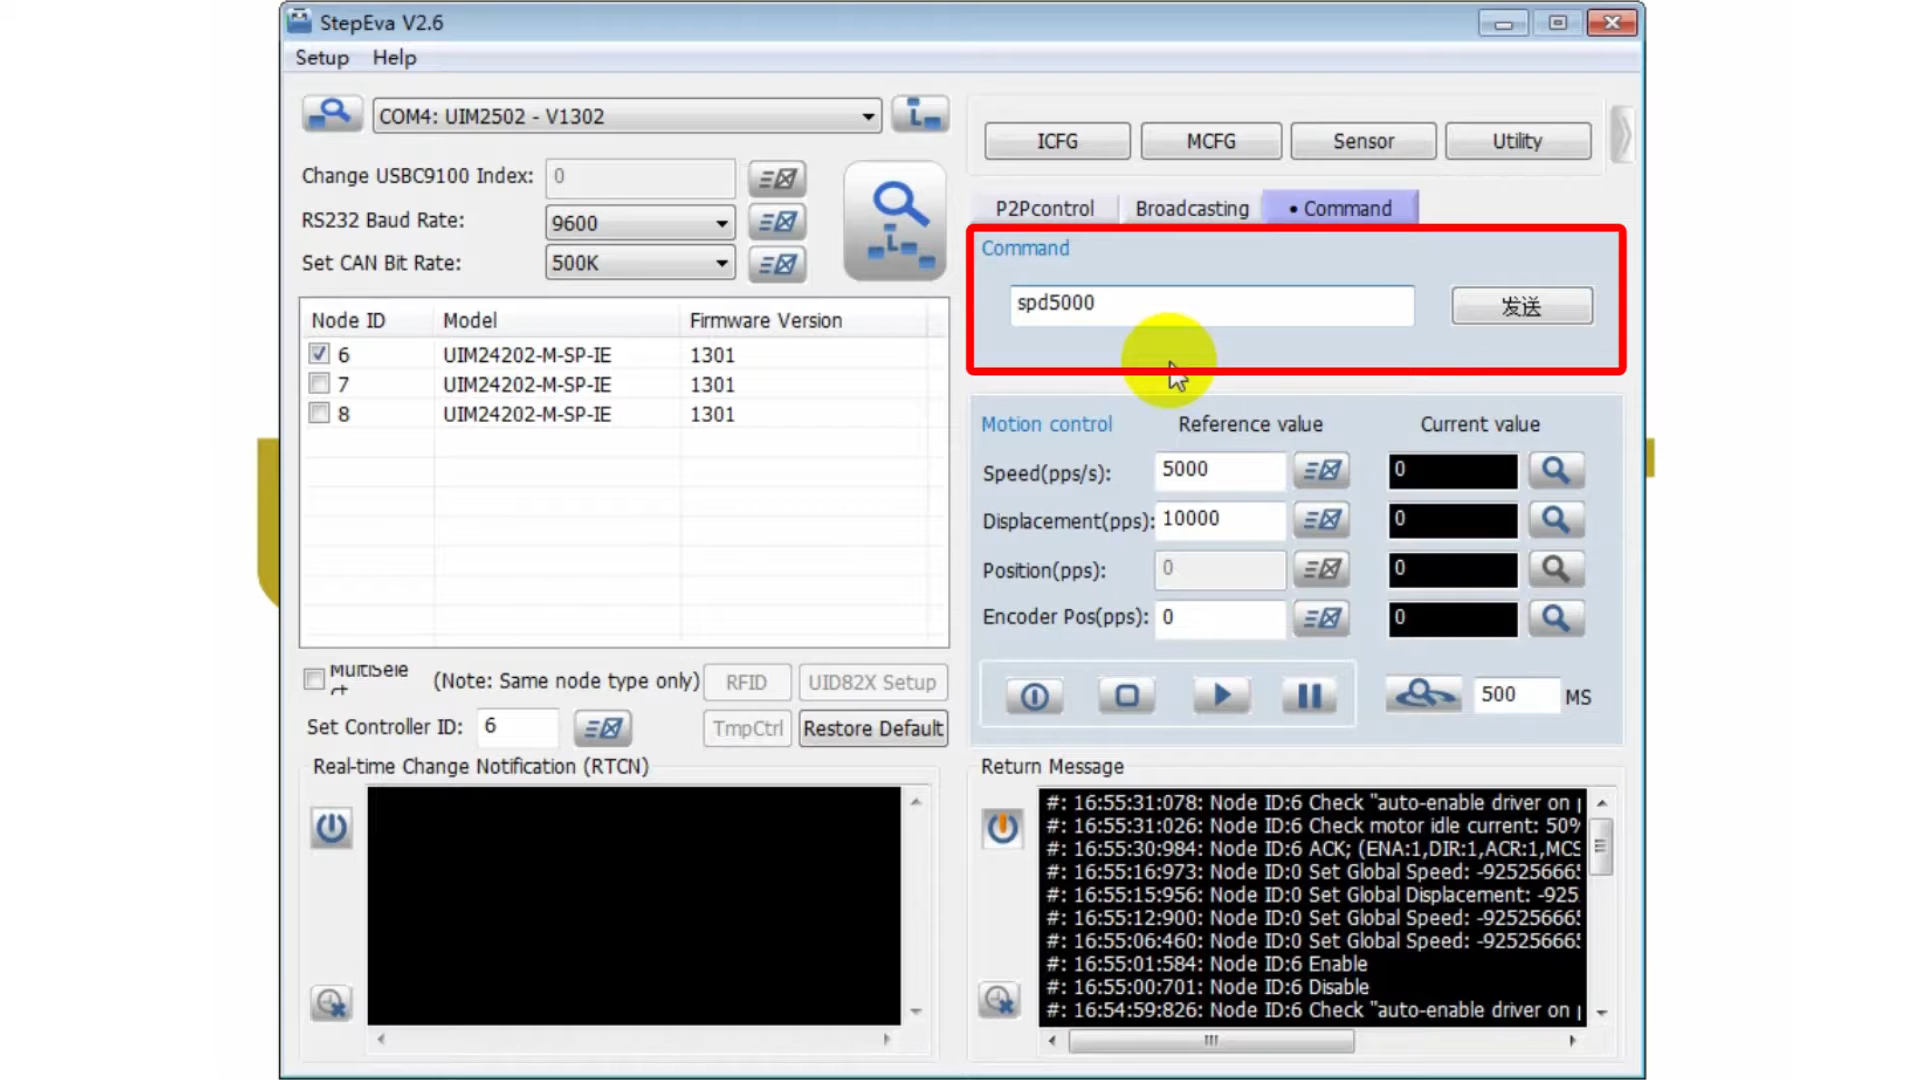 StepEva V2.6
Setup Help
COM4: UIM2502 - V1302
Change USBC9100 Index: 0
RS232 Baud Rate: 9600
Set CAN Bit Rate: 500K
Node ID Model Firmware Version
6 UIM24202-M-SP-IE 1301
7 UIM24202-M-SP-IE 1301
8 UIM24202-M-SP-IE 1301
(Note: Same node type only) RFID UID82X Setup
Set Controller ID: 6 TmpCtrl Restore Default
Real-time Change Notification (RTCN)
ICFG MCFG Sensor Utility
P2Pcontrol Broadcasting • Command
Command
spd5000 发送
Motion control Reference value Current value
Speed(pps/s): 5000 0
Displacement(pps): 10000 0
Position(pps): 0 0
Encoder Pos(pps): 0 0
500 MS
Return Message
#: 16:55:31:078: Node ID:6 Check "auto-enable driver on
#: 16:55:31:026: Node ID:6 Check motor idle current: 50%
#: 16:55:30:984: Node ID:6 ACK; (ENA:1,DIR:1,ACR:1,MCS
#: 16:55:16:973: Node ID:0 Set Global Speed: -925256665
#: 16:55:15:956: Node ID:0 Set Global Displacement: -925
#: 16:55:12:900: Node ID:0 Set Global Speed: -925256665
#: 16:55:06:460: Node ID:0 Set Global Speed: -925256665
#: 16:55:01:584: Node ID:6 Enable
#: 16:55:00:701: Node ID:6 Disable
#: 16:54:59:826: Node ID:6 Check "auto-enable driver on